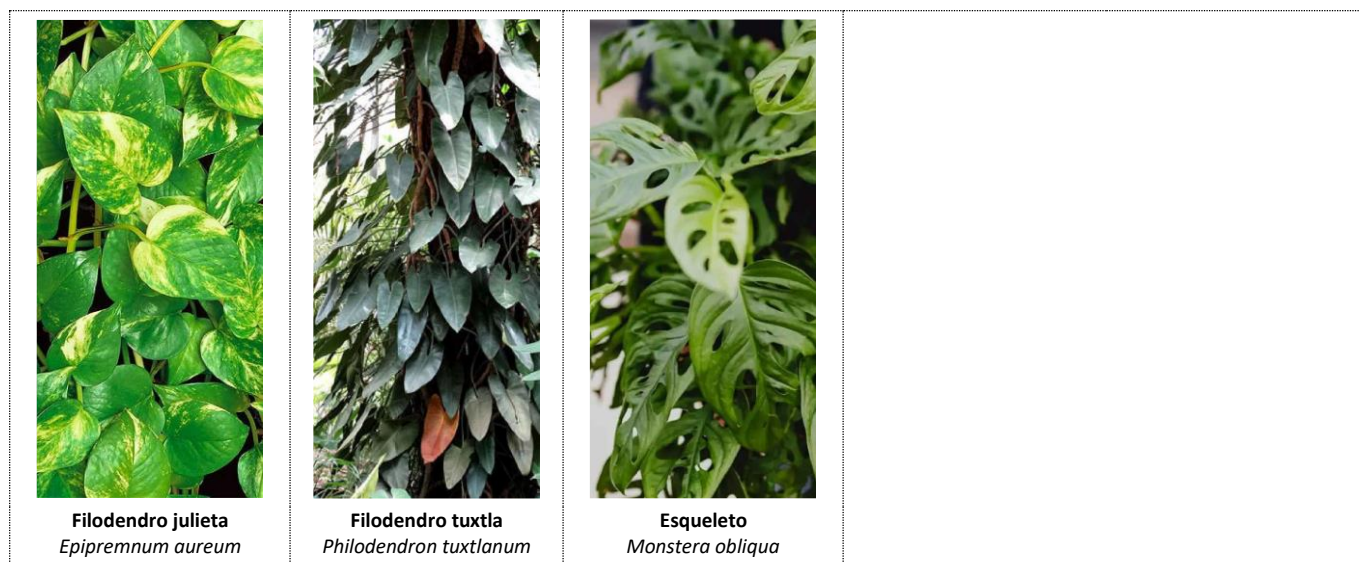 Filodendro julieta
Epipremnum aureum
Filodendro tuxtla
Philodendron tuxtlanum
Esqueleto
Monstera obliqua